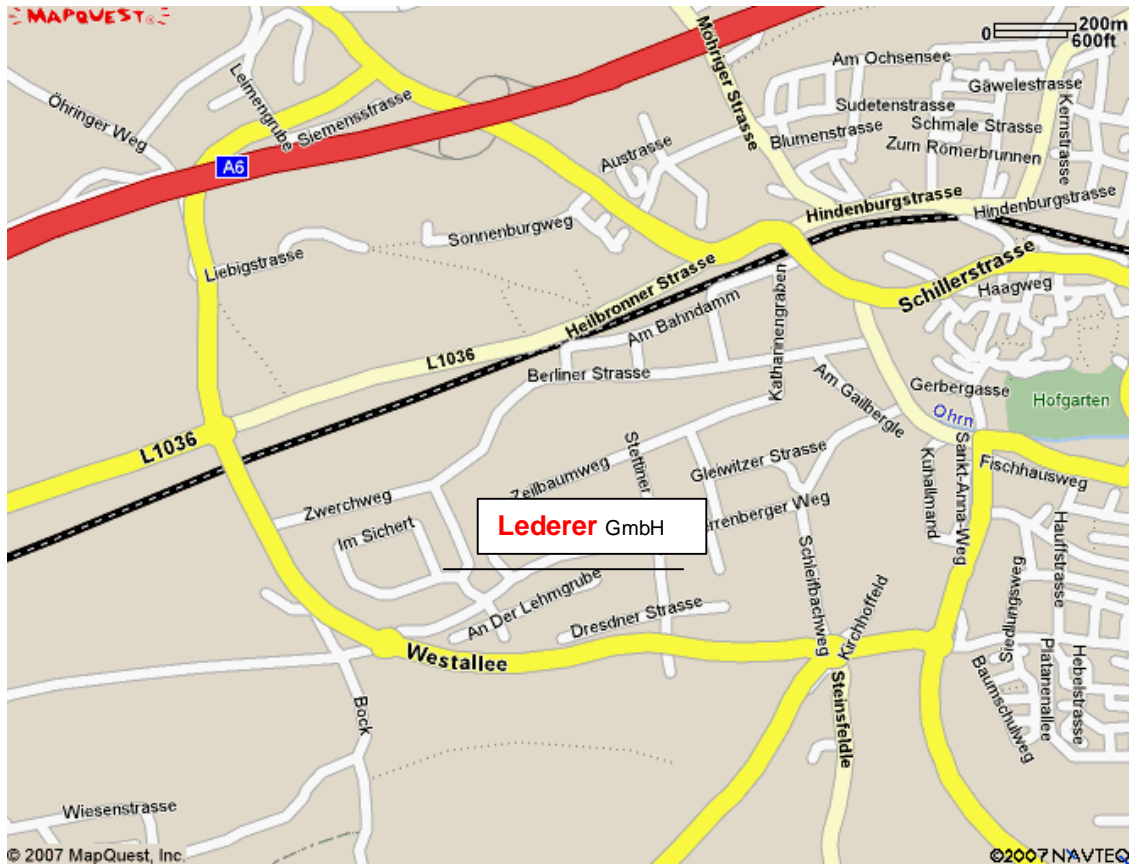 MAPQUEST
0 200m
600ft
Am Ochsensee
Möhriger Strasse
Gäwelestrasse
Leimengrube
Öhringer Weg
Siemensstrasse
Sudetenstrasse
Kernstrasse
Schmale Strasse
Blumenstrasse
Zum Römerbrunnen
Austrasse
A6
Hindenburgstrasse
Hindenburgstrasse
Sonnenburgweg
Liebigstrasse
Schillerstrasse
Haagweg
Heilbronner Strasse
Am Bahndamm
Katharinengraben
L1036
Berliner Strasse
Am Gailbergle
Gerbergasse
Hofgarten
Ohrn
L1036
Stettiner
Gleiwitzer Strasse
Kuhallmand
Sankt-Anna-Weg
Fischhausweg
Zeilbaumweg
Zwerchweg
Im Sichert
Lederer GmbH
errenberger Weg
Hauffstrasse
Schleifbachweg
Siedlungsweg
An Der Lehmgrube
Dresdner Strasse
Kirchhoffeld
Westallee
Platanenallee
Hebelstrasse
Baumschulweg
Steinsfeldle
Bock
Wiesenstrasse
© 2007 MapQuest, Inc.
©2007 NAVTEQ